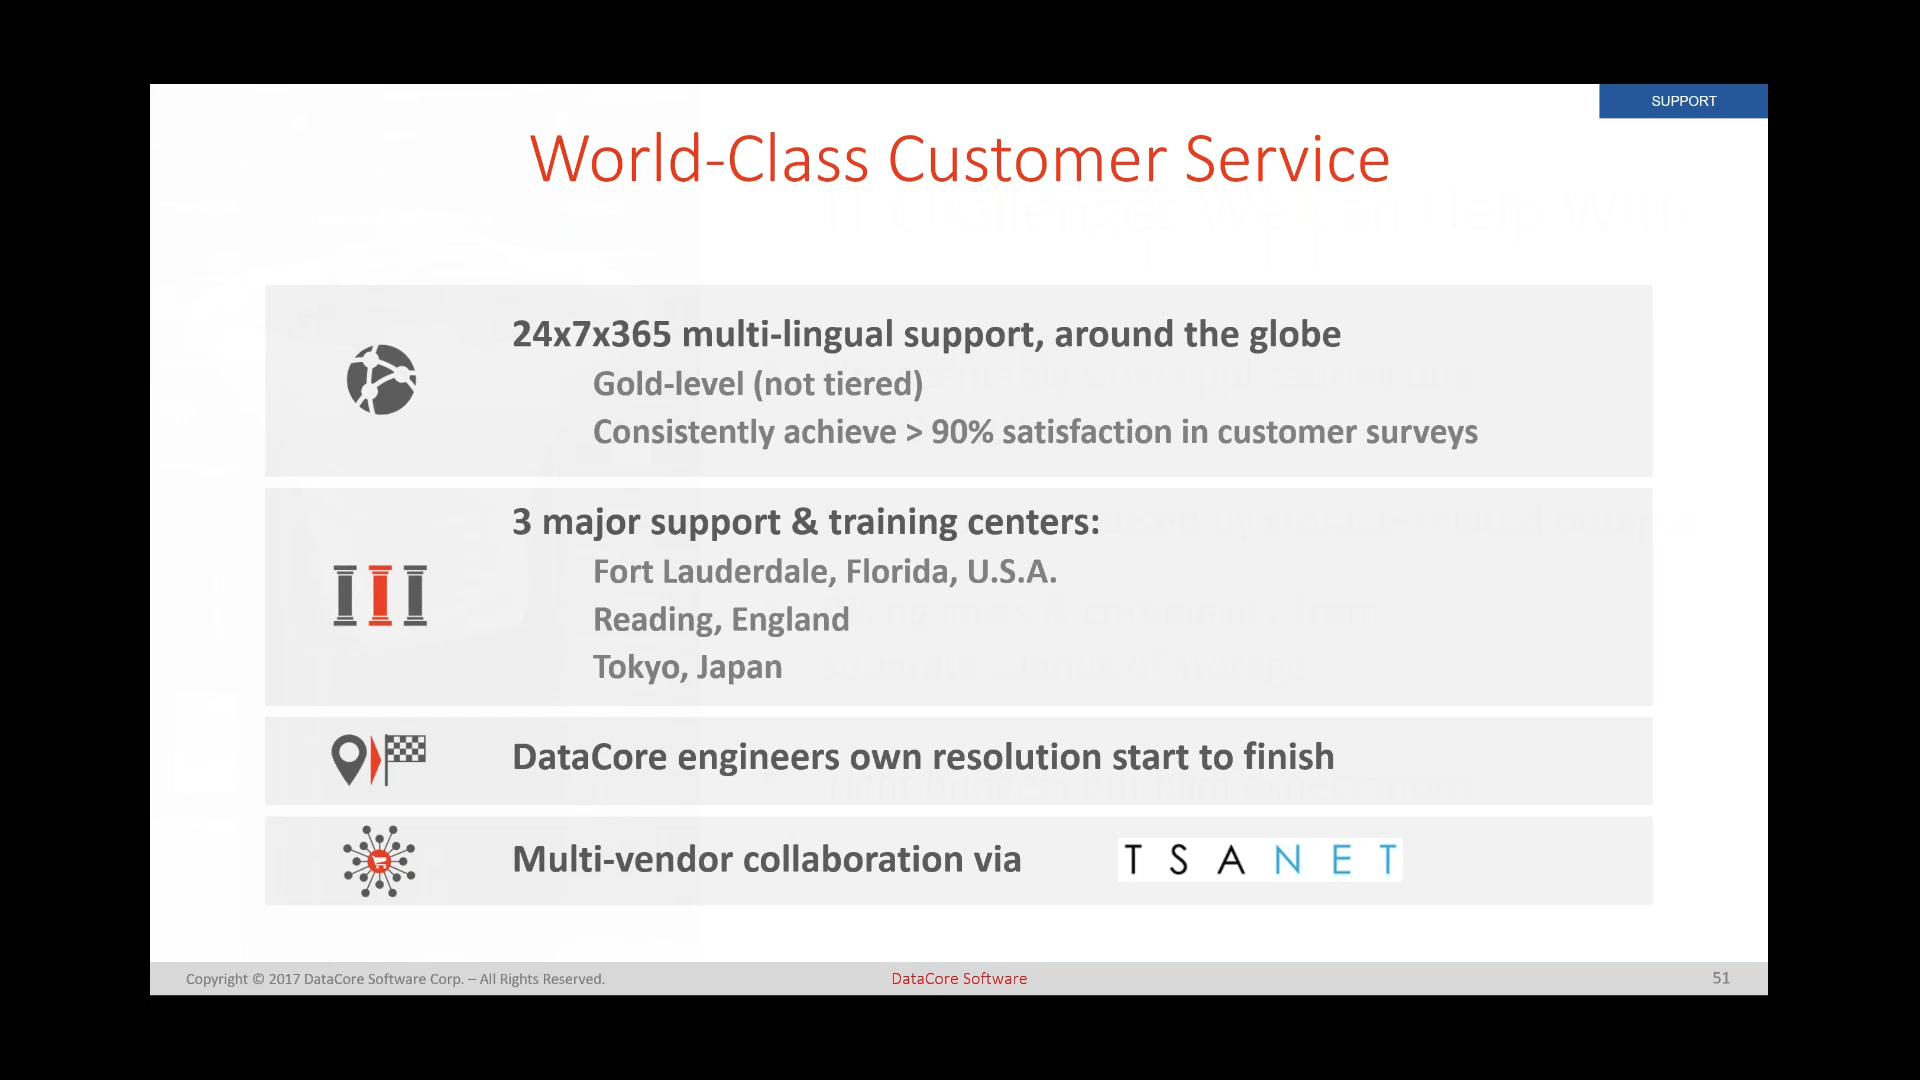 SUPPORT
World-Class Customer Service
24x7x365 multi-lingual support, around the globe
Gold-level (not tiered)
Consistently achieve > 90% satisfaction in customer surveys
3 major support & training centers:
Fort Lauderdale, Florida, U.S.A.
Reading, England
Tokyo, Japan
DataCore engineers own resolution start to finish
Multi-vendor collaboration via TSANET
Copyright © 2017 DataCore Software Corp. – All Rights Reserved.
DataCore Software
51